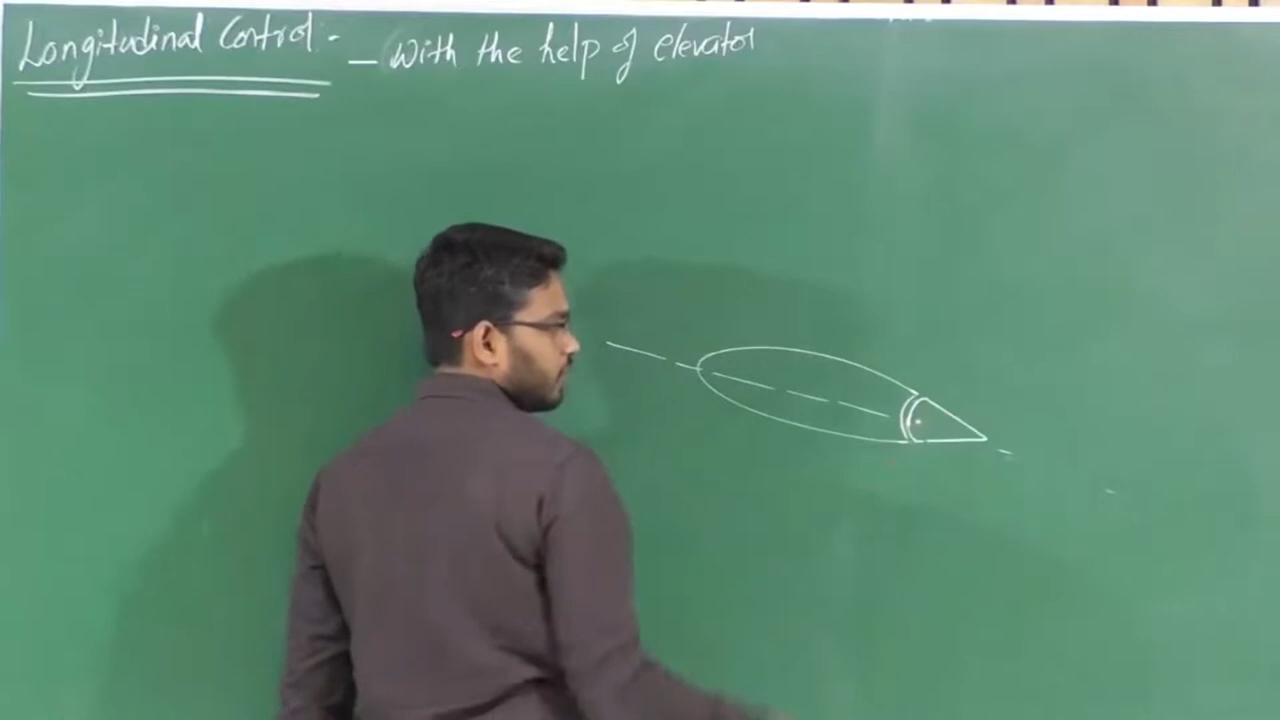 Longitudinal Control - — With the help of elevator